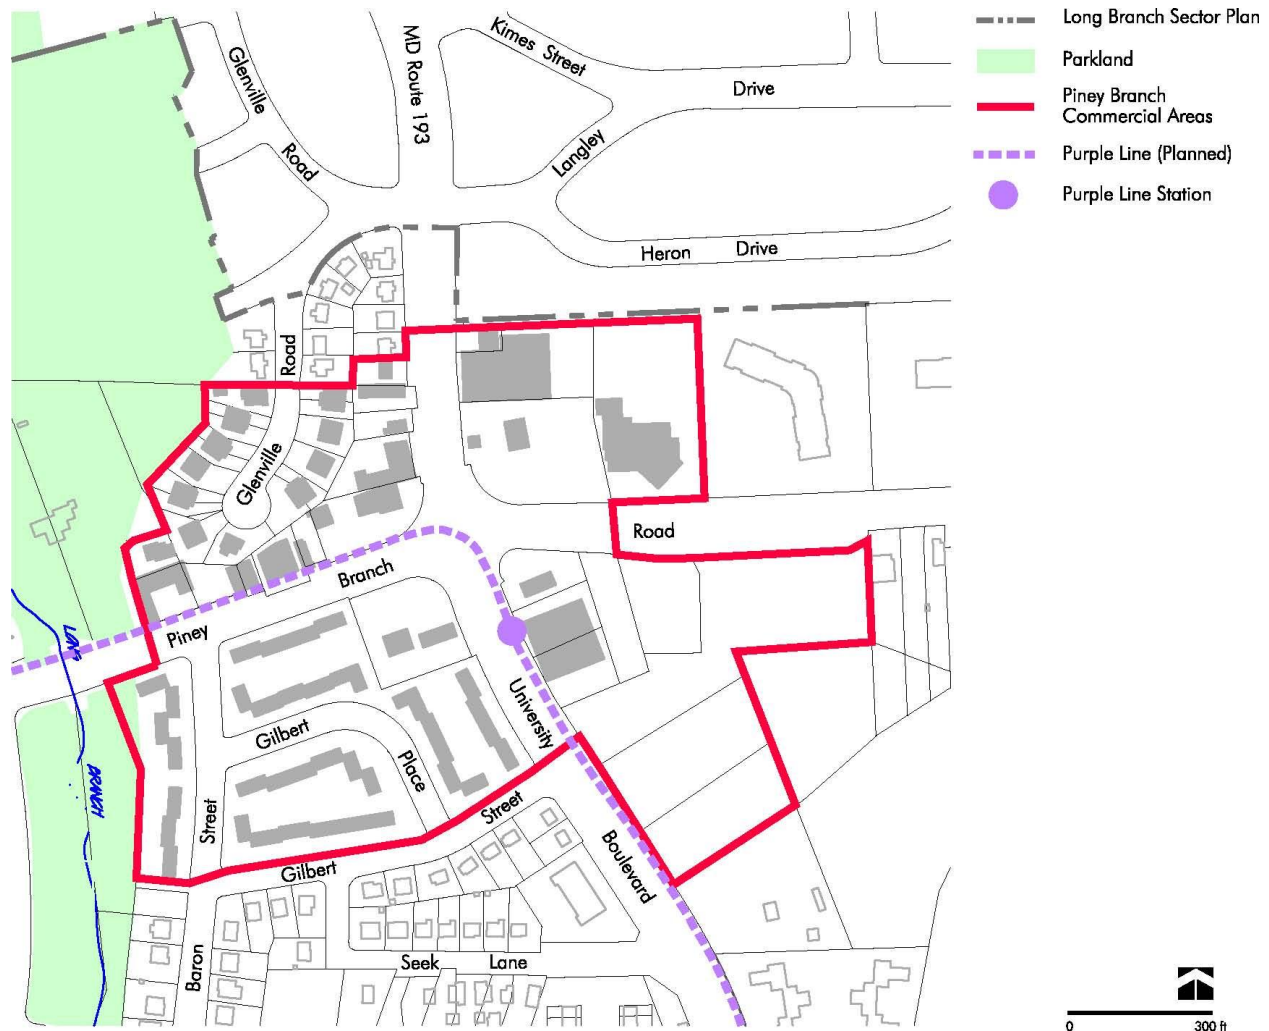 Long Branch Sector Plan
Parkland
Piney Branch
Commercial Areas
Purple Line (Planned)
Purple Line Station
Kimes Street
Glenville
MD Route 193
Drive
Langley
Road
Heron Drive
Road
Glenville
Road
Branch
Piney
LONG
University
Gilbert
Place
BRANCH
Street
Street
Gilbert
Boulevard
Baron
Seek Lane
0 300 ft